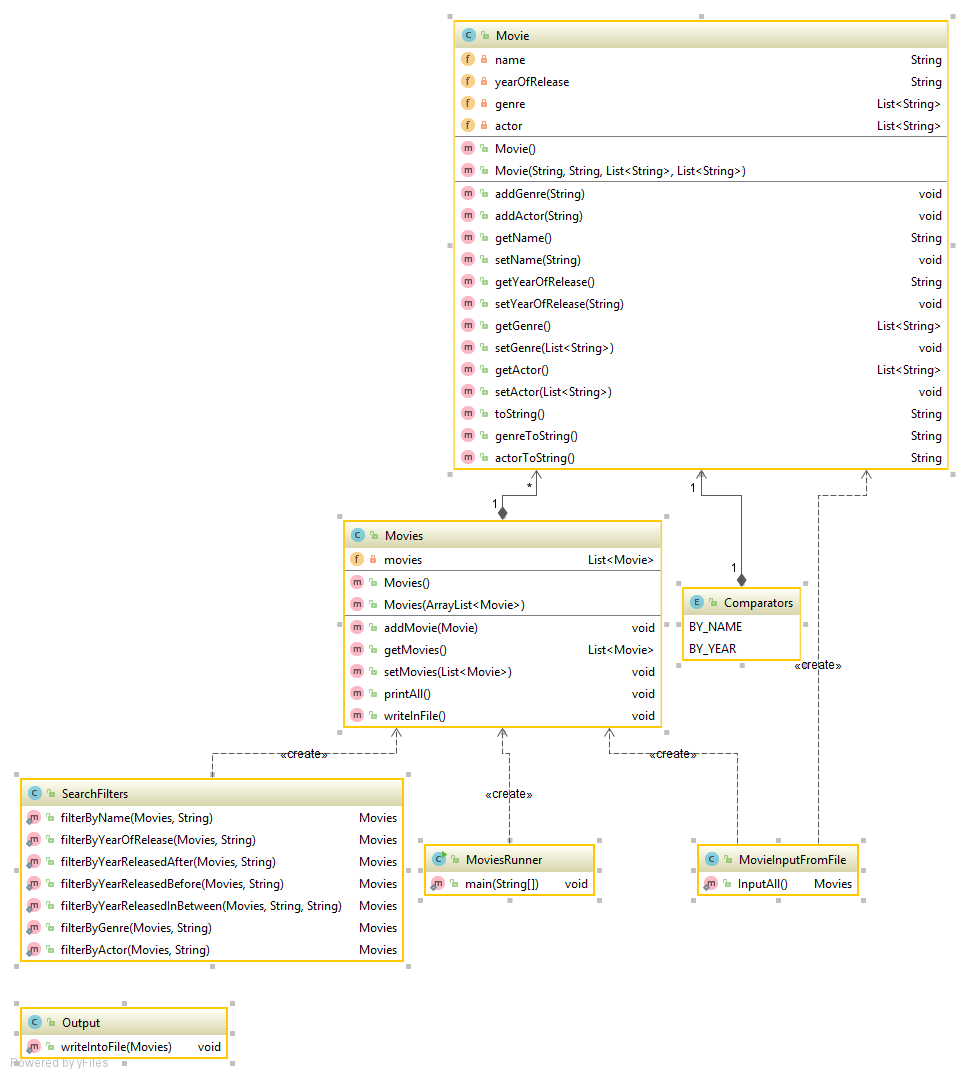 Movie
name String
yearOfRelease String
genre List<String>
actor List<String>
Movie()
Movie(String, String, List<String>, List<String>)
addGenre(String) void
addActor(String) void
getName() String
setName(String) void
getYearOfRelease() String
setYearOfRelease(String) void
getGenre() List<String>
setGenre(List<String>) void
getActor() List<String>
setActor(List<String>) void
toString() String
genreToString() String
actorToString() String
* 1
1 1
Movies
movies List<Movie>
Movies()
Movies(ArrayList<Movie>)
addMovie(Movie) void
getMovies() List<Movie>
setMovies(List<Movie>) void
printAll() void
writeInFile() void
Comparators
BY_NAME
BY_YEAR
«create»
«create»
«create»
«create»
SearchFilters
filterByName(Movies, String) Movies
filterByYearOfRelease(Movies, String) Movies
filterByYearReleasedAfter(Movies, String) Movies
filterByYearReleasedBefore(Movies, String) Movies
filterByYearReleasedInBetween(Movies, String, String) Movies
filterByGenre(Movies, String) Movies
filterByActor(Movies, String) Movies
MoviesRunner
main(String[]) void
MovieInputFromFile
InputAll() Movies
Output
writeIntoFile(Movies) void
Powered by yFiles